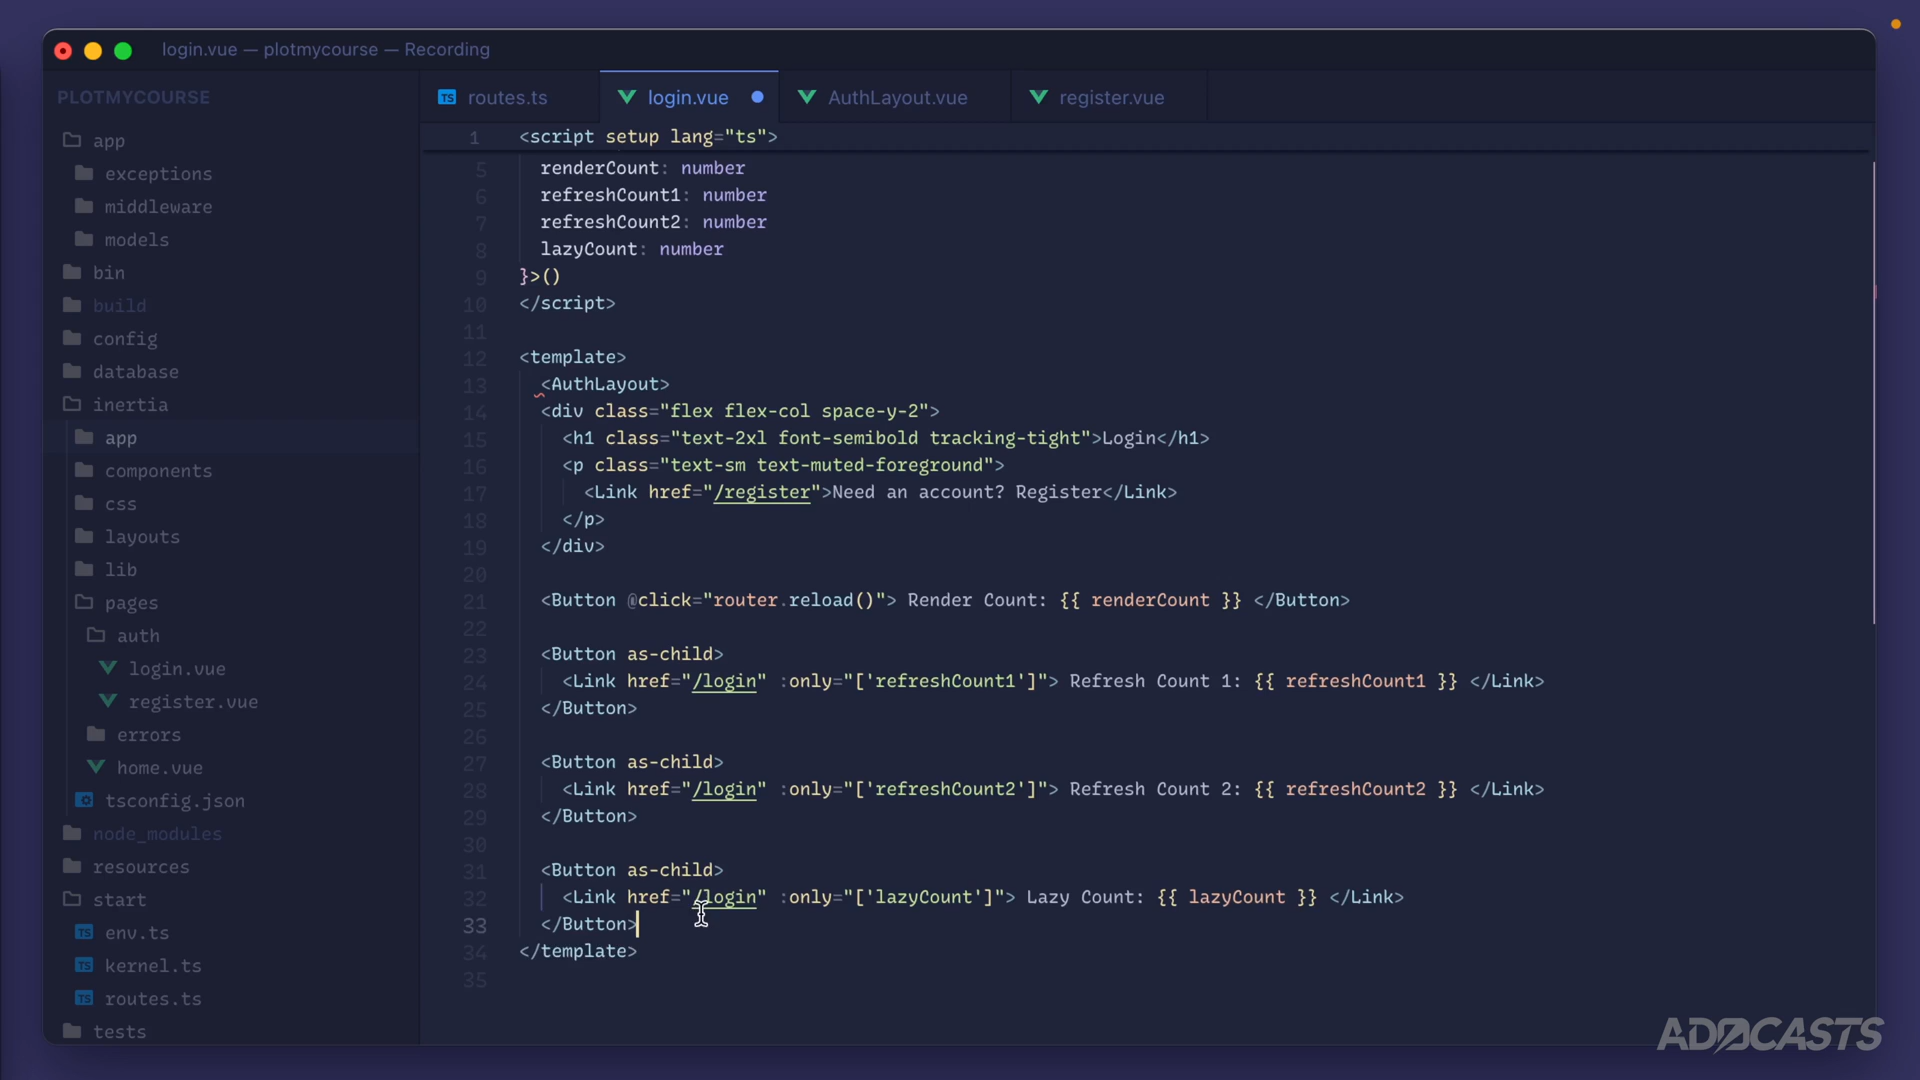 login.vue — plotmycourse — Recording
PLOTMYCOURSE
app
exceptions
middleware
models
bin
build
config
database
inertia
app
components
css
layouts
lib
pages
auth
login.vue
register.vue
errors
home.vue
tsconfig.json
node_modules
resources
start
TS env.ts
TS kernel.ts
TS routes.ts
tests
TS routes.ts
login.vue
AuthLayout.vue
register.vue
1 <script setup lang="ts">
5 renderCount: number
6 refreshCount1: number
7 refreshCount2: number
8 lazyCount: number
9 }>()
10 </script>
11
12 <template>
13 <AuthLayout>
14 <div class="flex flex-col space-y-2">
15 <h1 class="text-2xl font-semibold tracking-tight">Login</h1>
16 <p class="text-sm text-muted-foreground">
17 <Link href="/register">Need an account? Register</Link>
18 </p>
19 </div>
20
21 <Button @click="router.reload()"> Render Count: {{ renderCount }} </Button>
22
23 <Button as-child>
24 <Link href="/login" :only="['refreshCount1']"> Refresh Count 1: {{ refreshCount1 }} </Link>
25 </Button>
26
27 <Button as-child>
28 <Link href="/login" :only="['refreshCount2']"> Refresh Count 2: {{ refreshCount2 }} </Link>
29 </Button>
30
31 <Button as-child>
32 <Link href="/login" :only="['lazyCount']"> Lazy Count: {{ lazyCount }} </Link>
33 </Button>
34 </template>
35
ADOCASTS